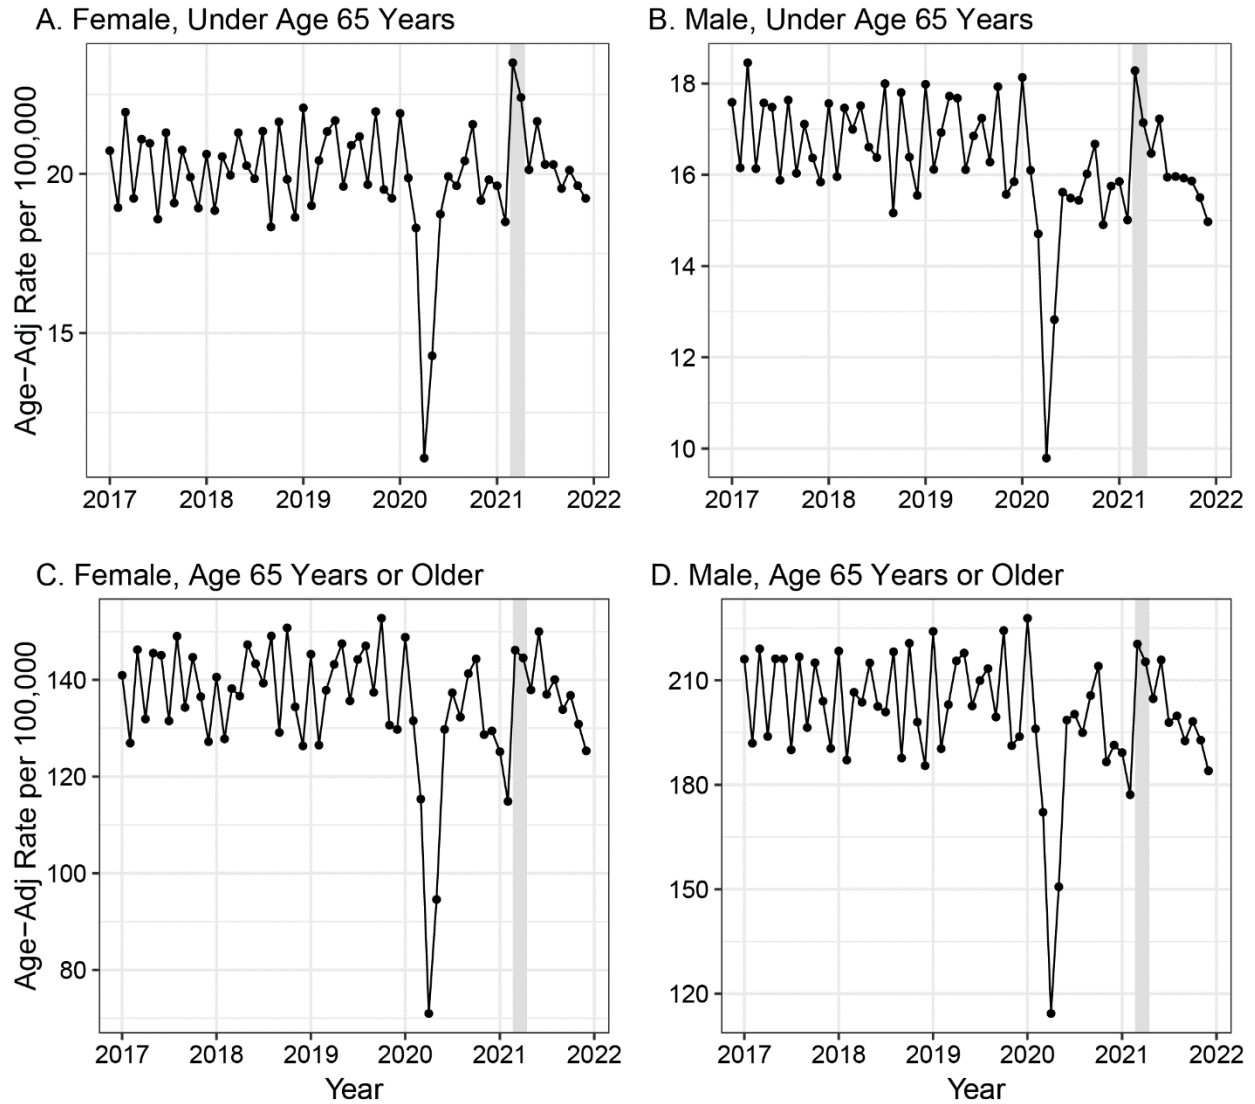 A. Female, Under Age 65 Years
B. Male, Under Age 65 Years
Age−Adj Rate per 100,000
20
15
2017 2018 2019 2020 2021 2022
18
16
14
12
10
2017 2018 2019 2020 2021 2022
C. Female, Age 65 Years or Older
D. Male, Age 65 Years or Older
Age−Adj Rate per 100,000
140
120
100
80
2017 2018 2019 2020 2021 2022
Year
210
180
150
120
2017 2018 2019 2020 2021 2022
Year